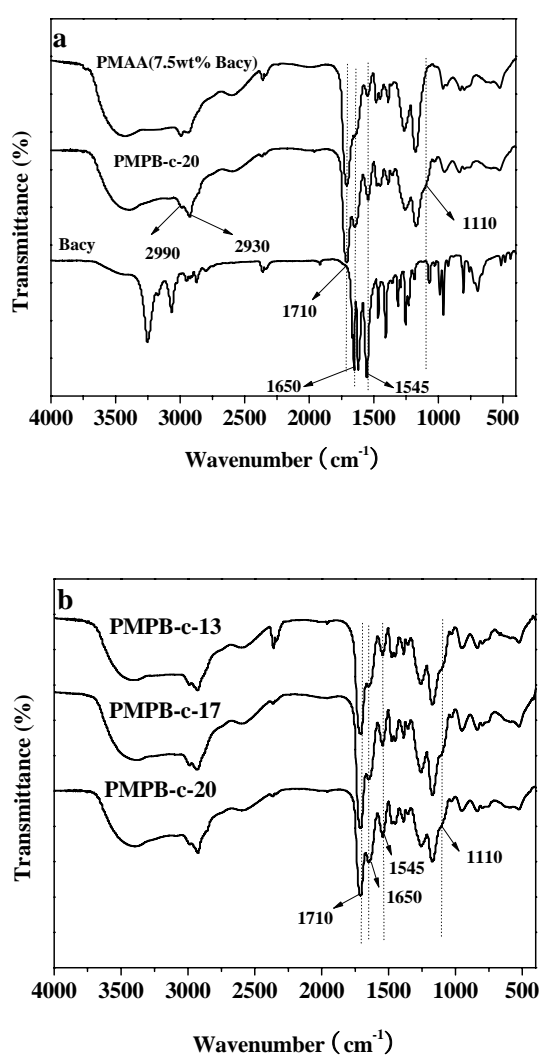 a
PMAA(7.5wt% Bacy)
PMPB-c-20
Bacy
2990
2930
1110
1710
1650
1545
Transmittance (%)
4000 3500 3000 2500 2000 1500 1000 500
Wavenumber (cm-1)
b
PMPB-c-13
PMPB-c-17
PMPB-c-20
1545
1110
1650
1710
Transmittance (%)
4000 3500 3000 2500 2000 1500 1000 500
Wavenumber (cm-1)